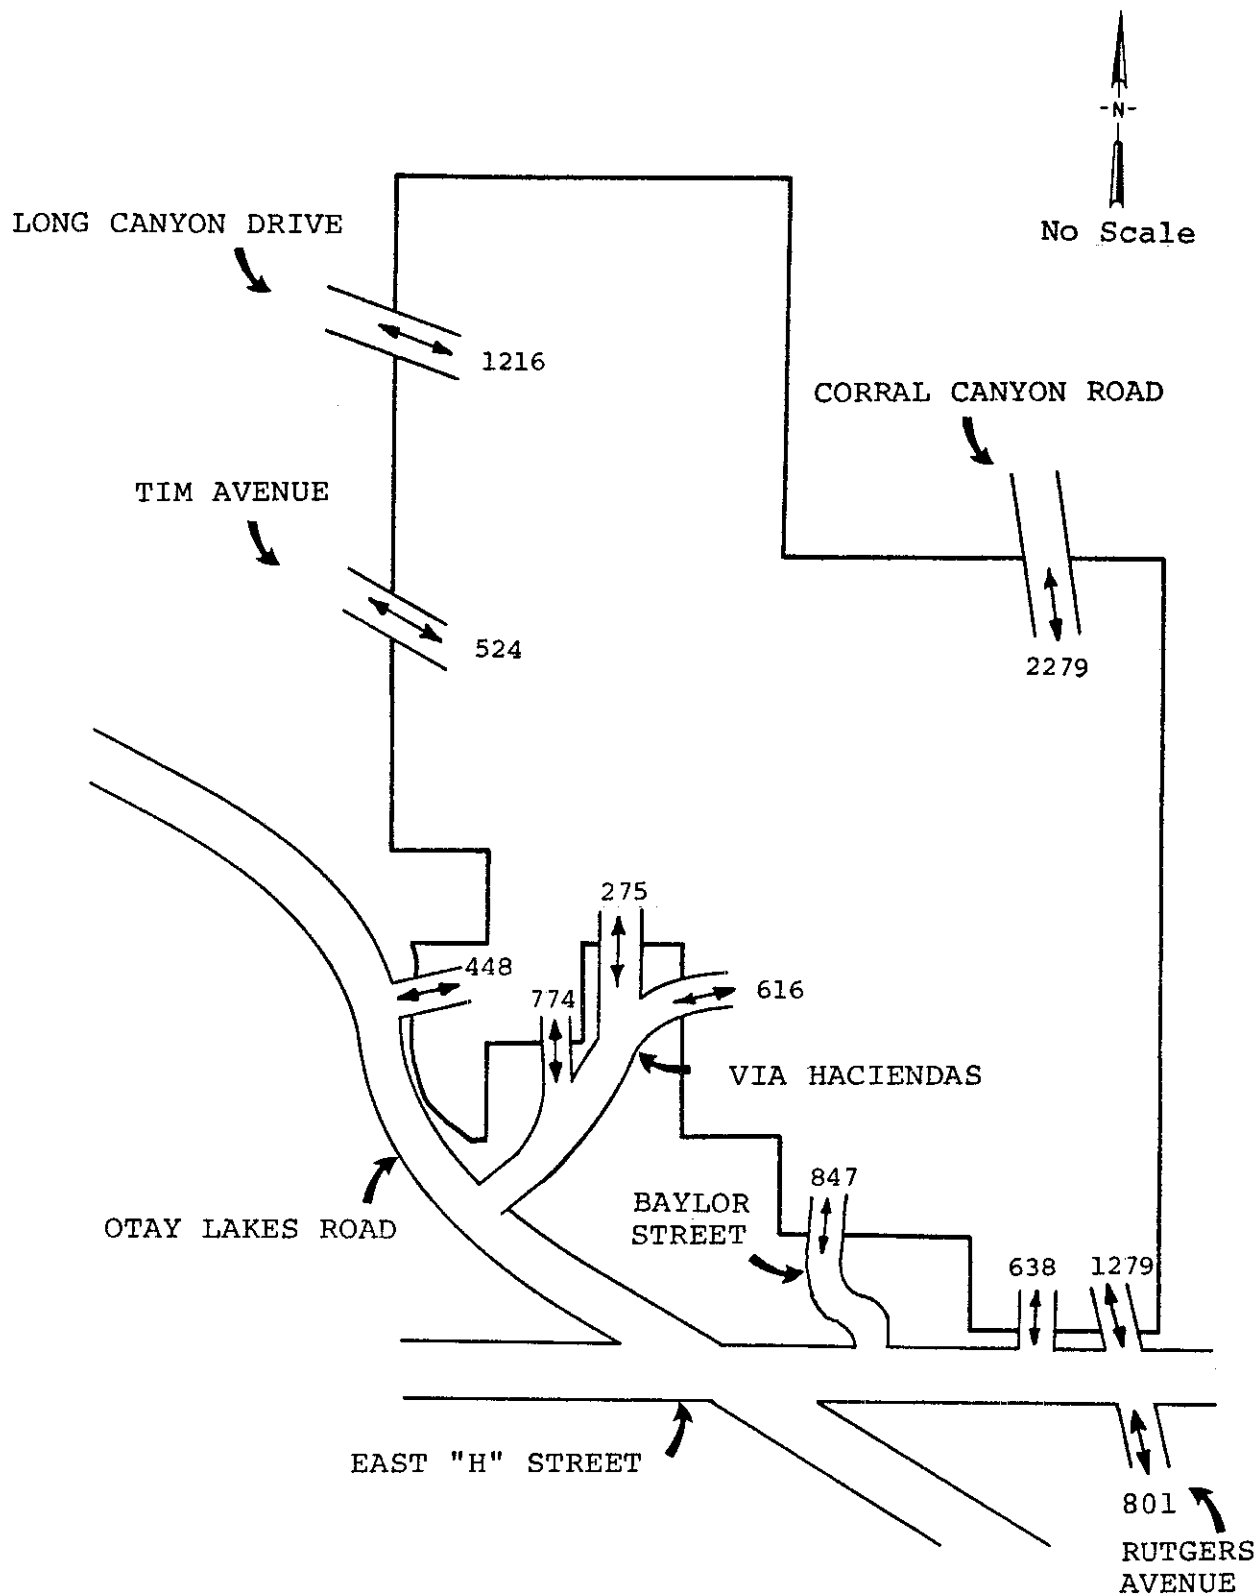 -N-
No Scale
LONG CANYON DRIVE
1216
CORRAL CANYON ROAD
TIM AVENUE
524
2279
275
448
774
616
VIA HACIENDAS
847
BAYLOR
STREET
OTAY LAKES ROAD
638
1279
EAST "H" STREET
801
RUTGERS
AVENUE